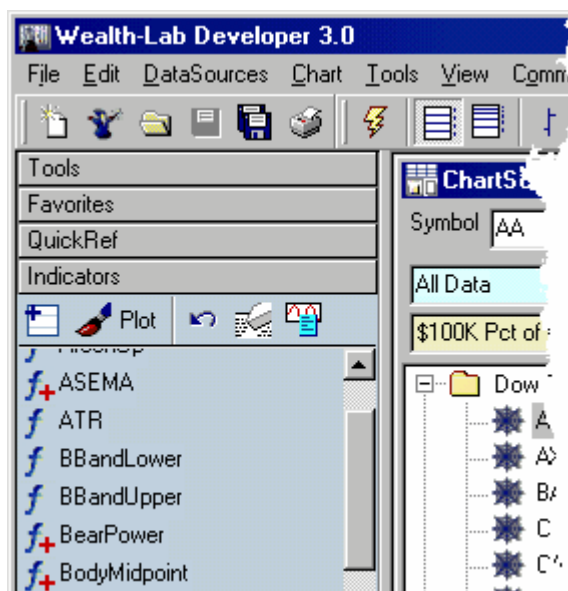 Wealth-Lab Developer 3.0
File Edit DataSources Chart Tools View
Tools
Favorites
QuickRef
Indicators
Plot
ASEMA
ATR
BBandLower
BBandUpper
BearPower
BodyMidpoint
Symbol AA
All Data
$100K Pct of
Dow